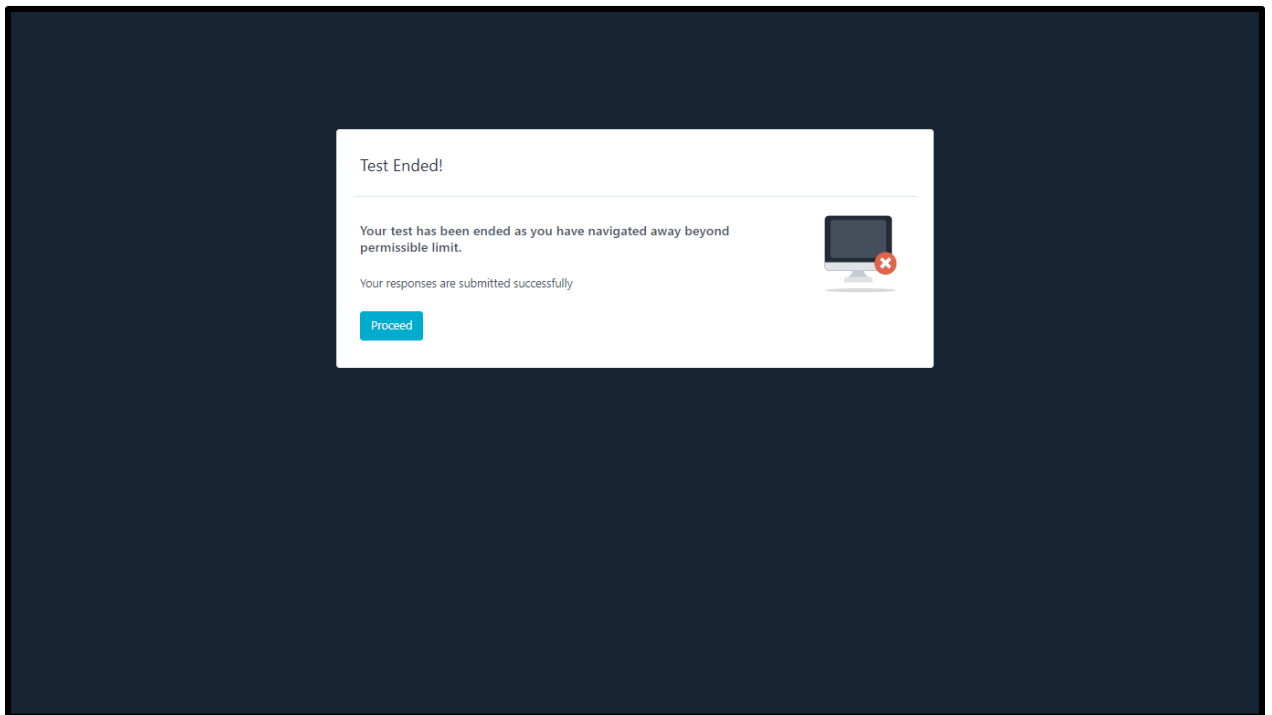 Test Ended!
Your test has been ended as you have navigated away beyond
permissible limit.
Your responses are submitted successfully
Proceed